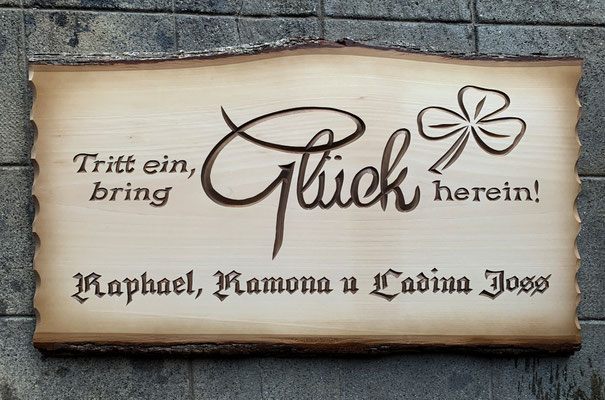 Tritt ein,
bring Glück herein!
Raphael, Ramona u Ladina Joss